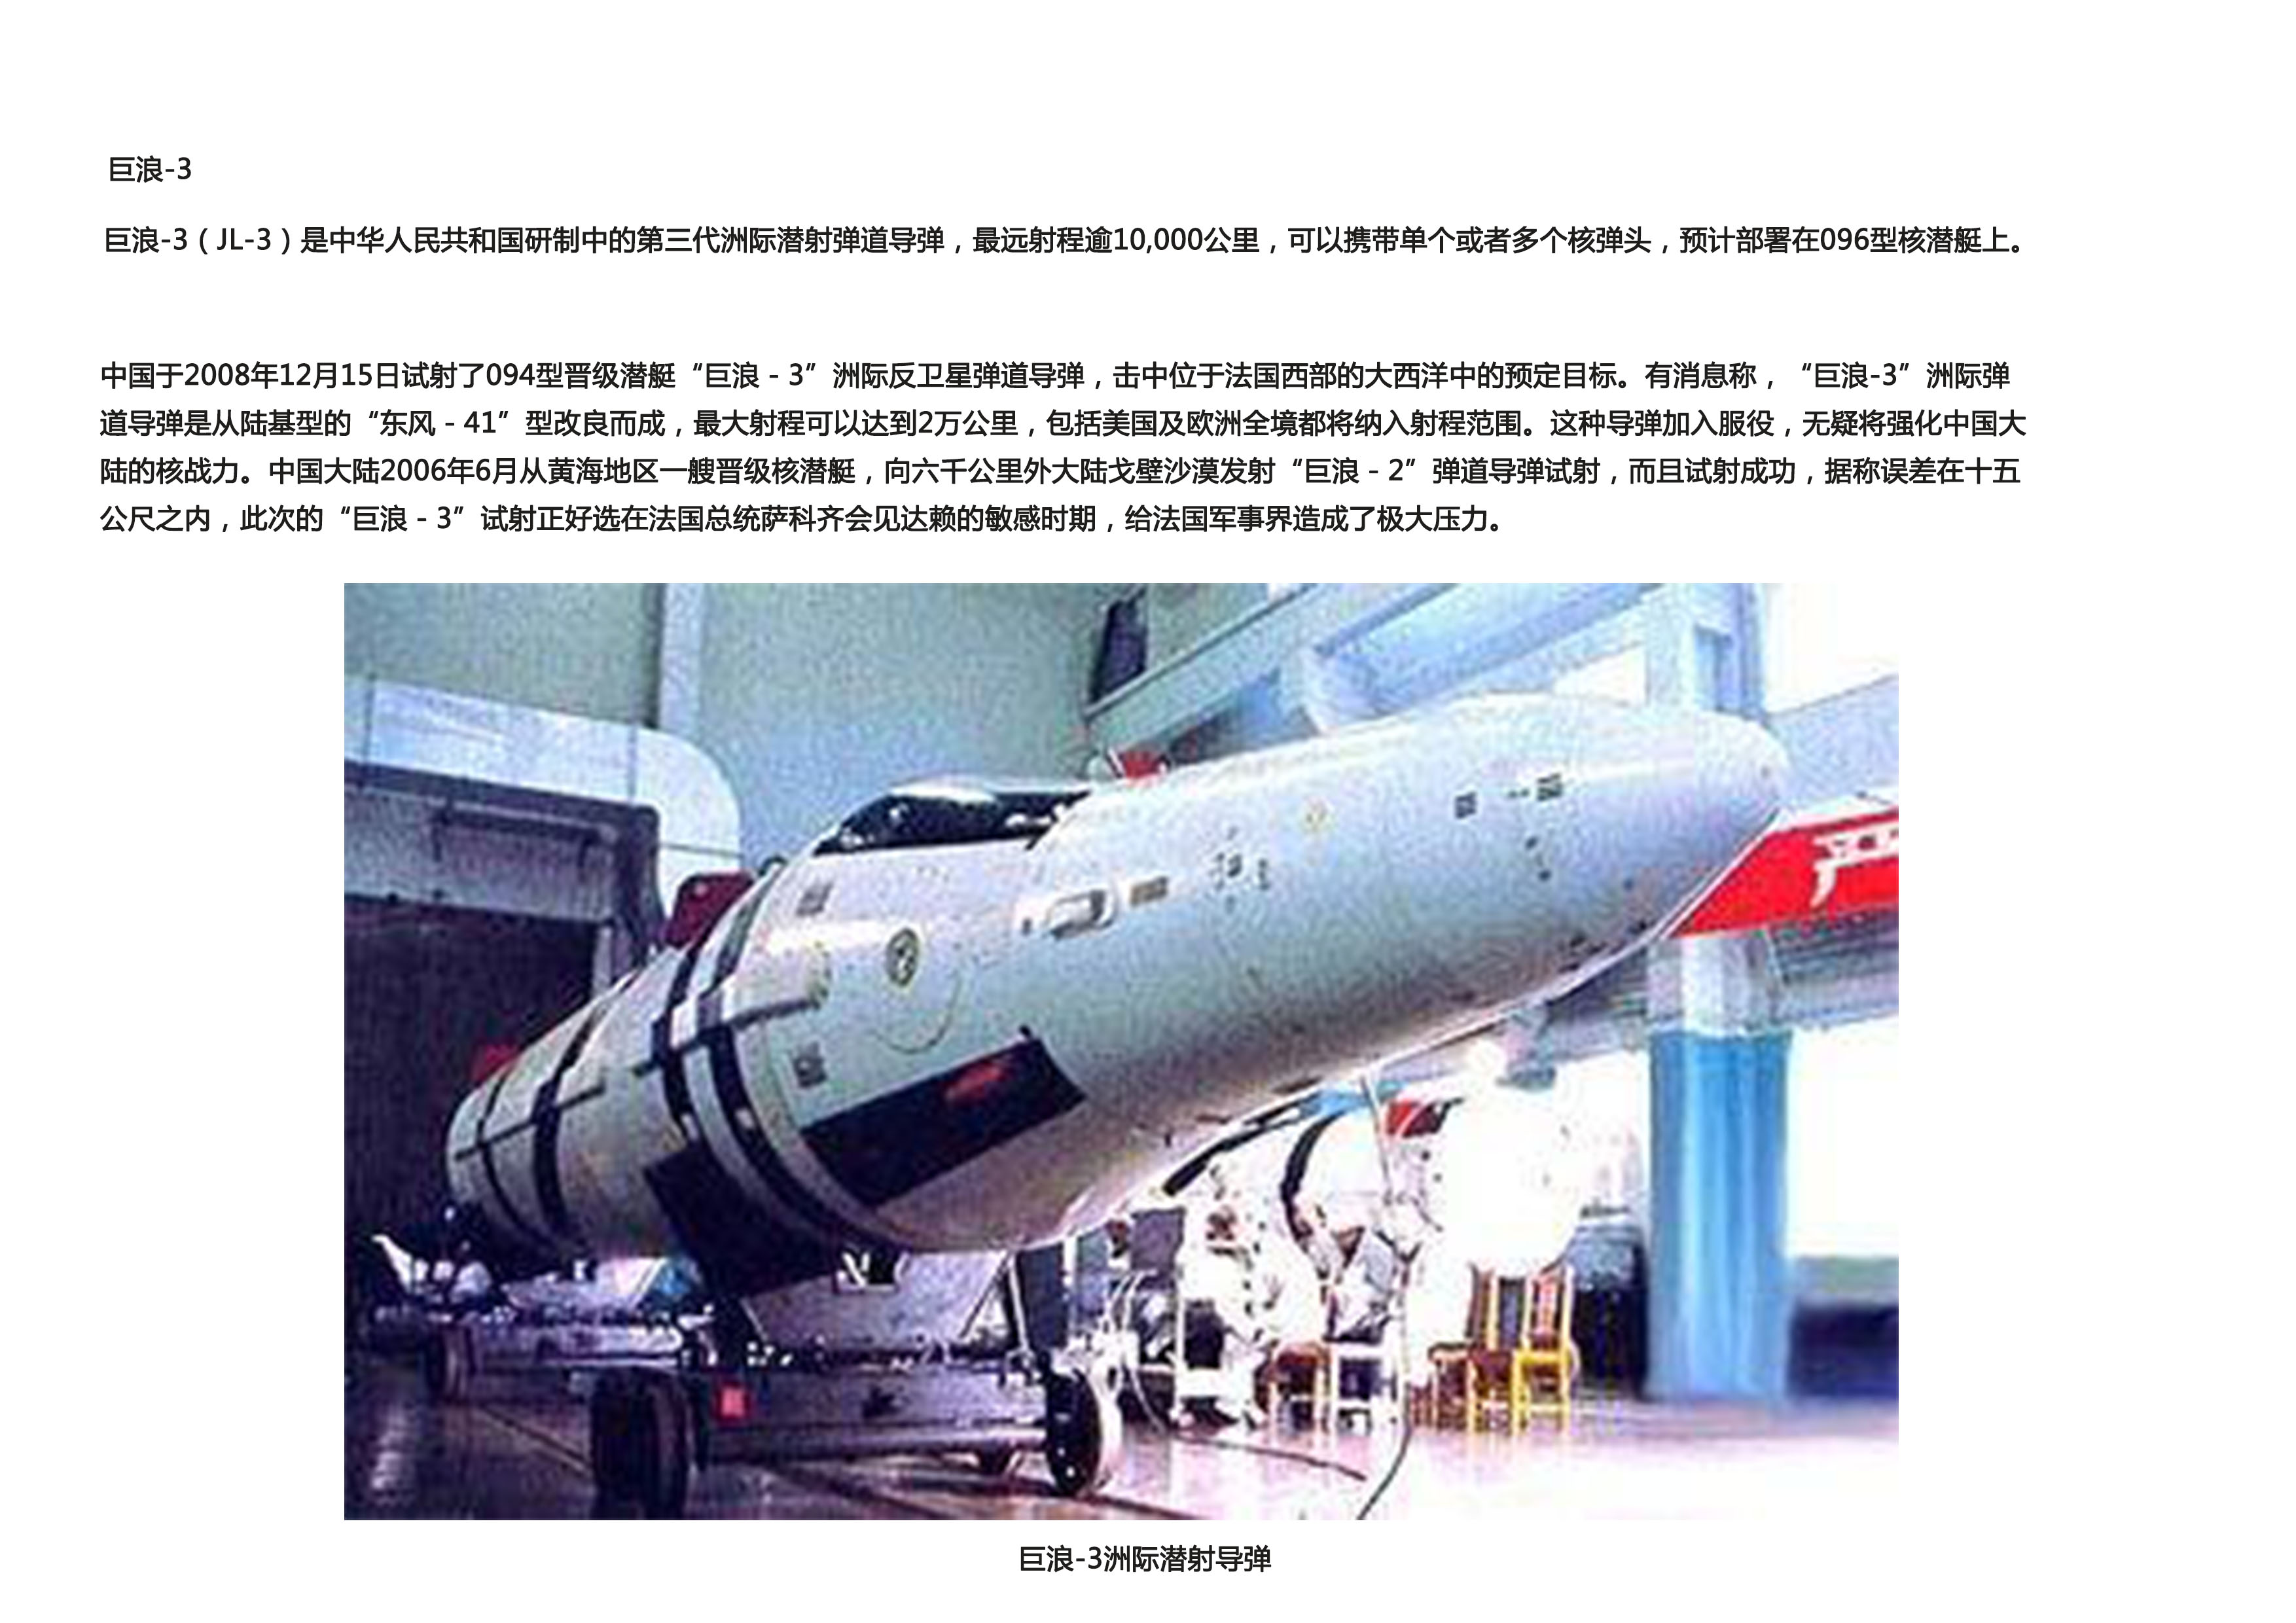 巨浪-3
巨浪-3（JL-3）是中华人民共和国研制中的第三代洲际潜射弹道导弹，最远射程逾10,000公里，可以携带单个或者多个核弹头，预计部署在096型核潜艇上。
中国于2008年12月15日试射了094型晋级潜艇“巨浪－3”洲际反卫星弹道导弹，击中位于法国西部的大西洋中的预定目标。有消息称，“巨浪-3”洲际弹
道导弹是从陆基型的“东风－41”型改良而成，最大射程可以达到2万公里，包括美国及欧洲全境都将纳入射程范围。这种导弹加入服役，无疑将强化中国大
陆的核战力。中国大陆2006年6月从黄海地区一艘晋级核潜艇，向六千公里外大陆戈壁沙漠发射“巨浪－2”弹道导弹试射，而且试射成功，据称误差在十五
公尺之内，此次的“巨浪－3”试射正好选在法国总统萨科齐会见达赖的敏感时期，给法国军事界造成了极大压力。
巨浪-3洲际潜射导弹